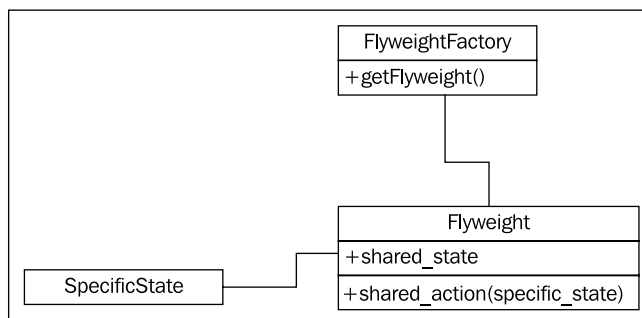 FlyweightFactory
+getFlyweight()
Flyweight
+shared_state
SpecificState
+shared_action(specific_state)